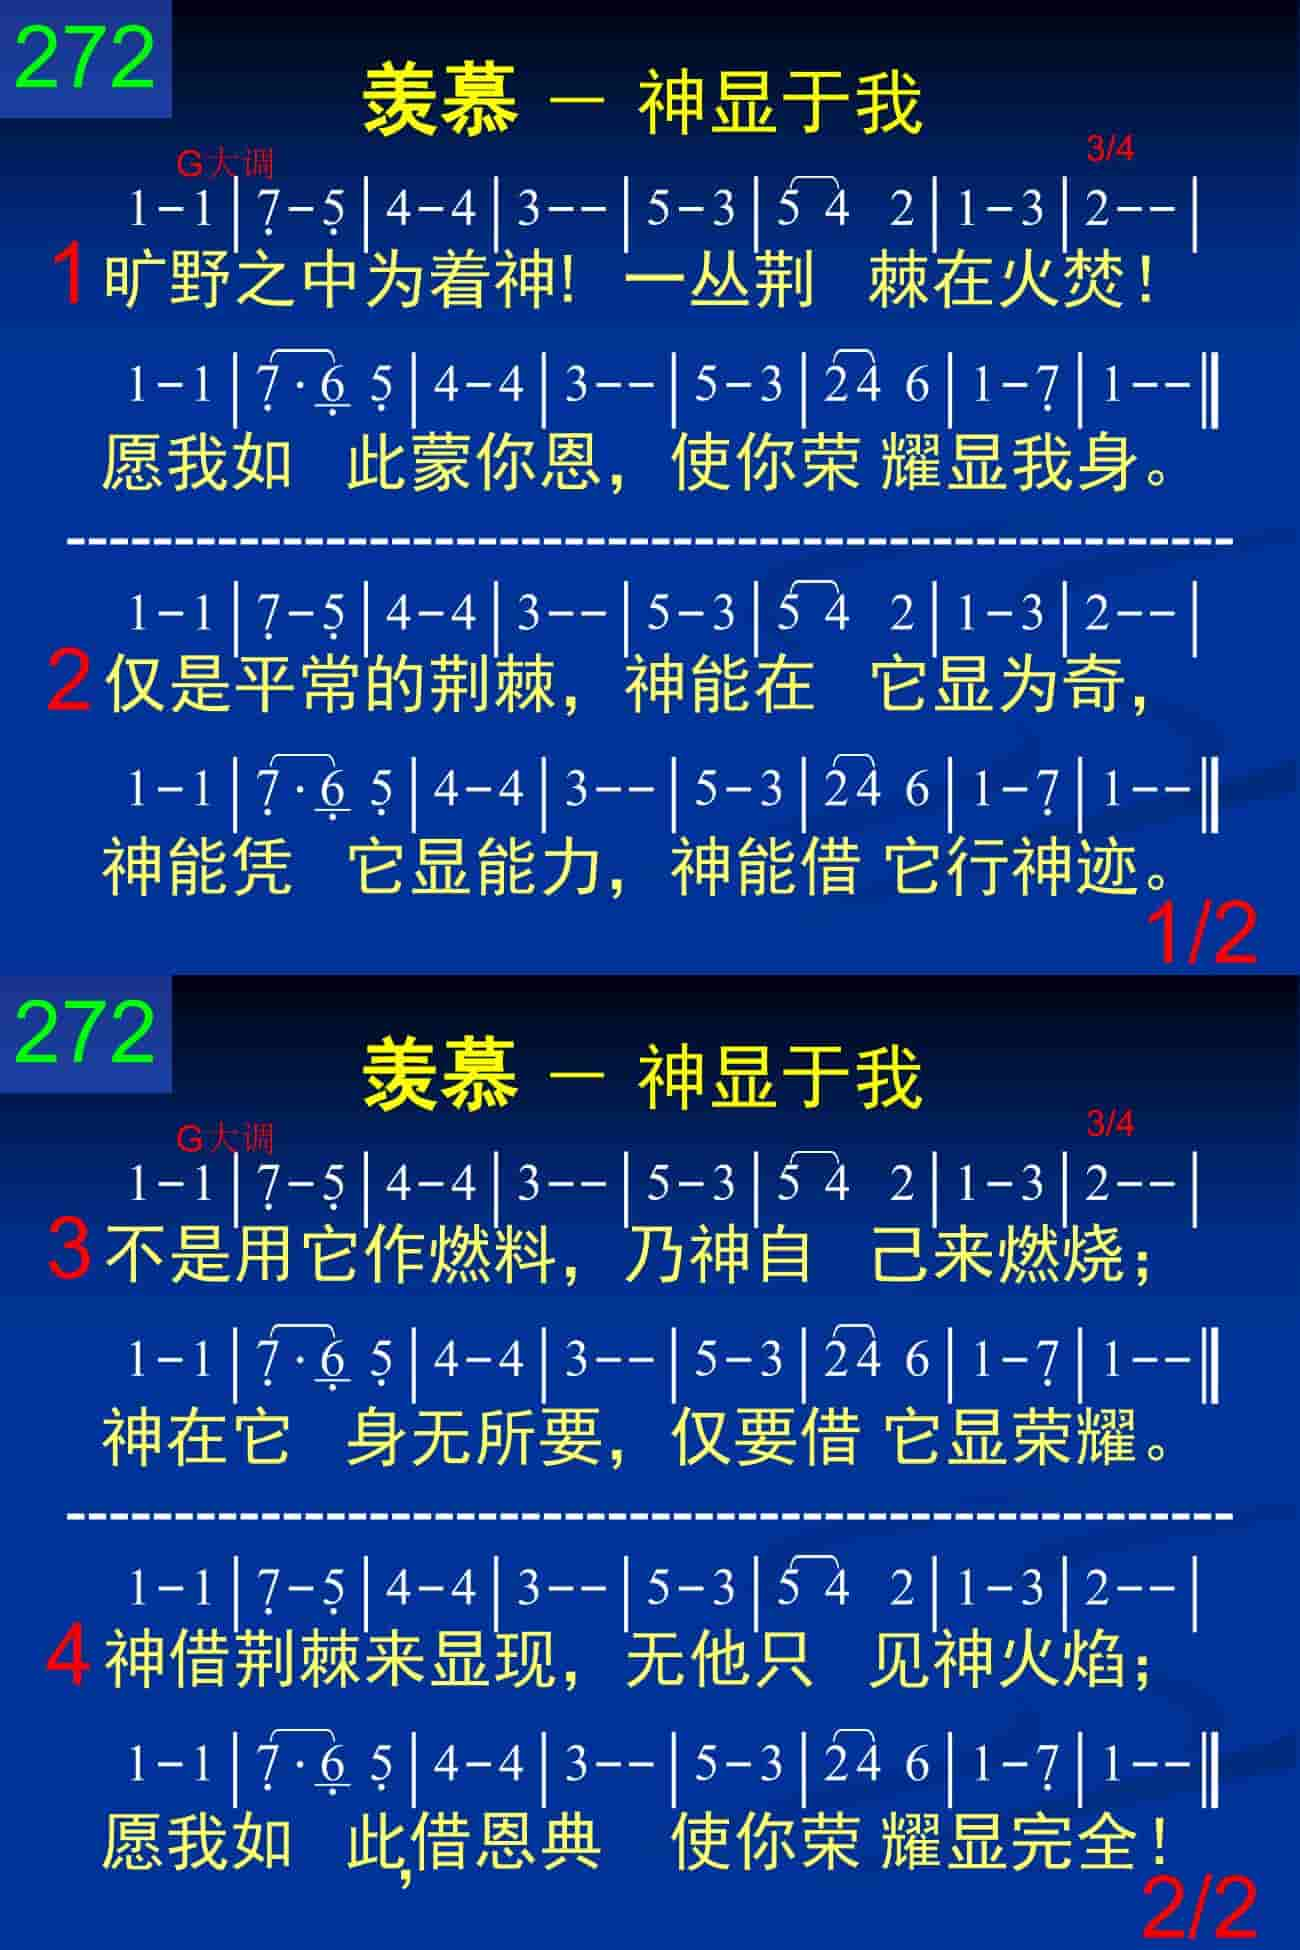 272
羡慕 － 神显于我
G大调 3/4
1-1|7-5|4-4|3--|5-3|5 4 2|1-3|2--|
1 旷野之中为着神! 一丛荆 棘在火焚!
1-1|7·6 5|4-4|3--|5-3|24 6|1-7|1--‖
愿我如 此蒙你恩, 使你荣 耀显我身。
------------------------------------------------------
1-1|7-5|4-4|3--|5-3|5 4 2|1-3|2--|
2 仅是平常的荆棘, 神能在 它显为奇,
1-1|7·6 5|4-4|3--|5-3|24 6|1-7|1--‖
神能凭 它显能力, 神能借 它行神迹。
1/2
272
羡慕 － 神显于我
G大调 3/4
1-1|7-5|4-4|3--|5-3|5 4 2|1-3|2--|
3 不是用它作燃料, 乃神自 己来燃烧;
1-1|7·6 5|4-4|3--|5-3|24 6|1-7|1--‖
神在它 身无所要, 仅要借 它显荣耀。
------------------------------------------------------
1-1|7-5|4-4|3--|5-3|5 4 2|1-3|2--|
4 神借荆棘来显现, 无他只 见神火焰;
1-1|7·6 5|4-4|3--|5-3|24 6|1-7|1--‖
愿我如 此,借恩典 使你荣 耀显完全!
2/2